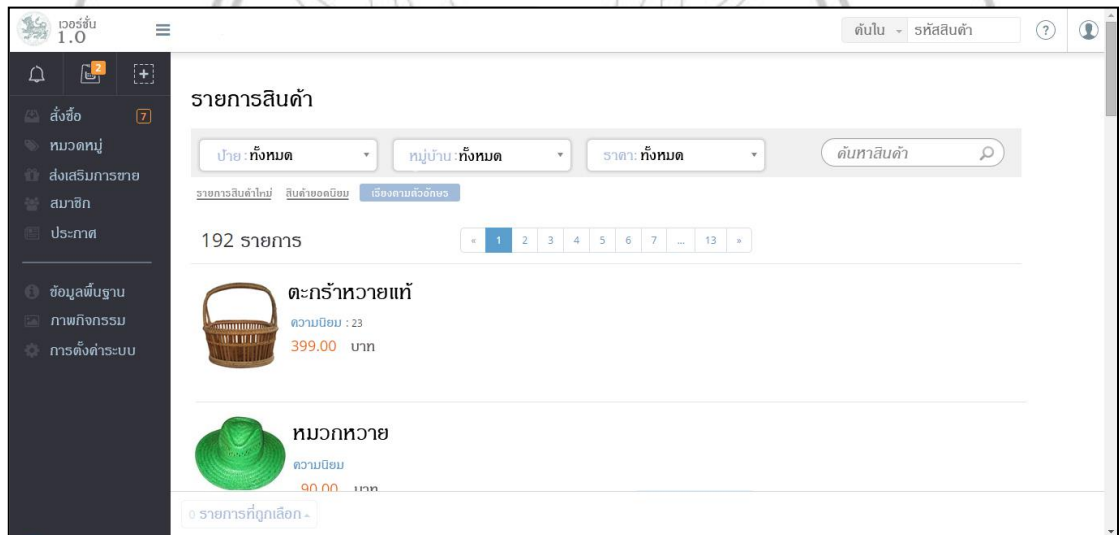 เวอร์ชั่น
1.0
ค้นใน รหัสสินค้า
?
2
สั่งซื้อ 7
หมวดหมู่
ส่งเสริมการขาย
สมาชิก
ประกาศ
ข้อมูลพื้นฐาน
ภาพกิจกรรม
การตั้งค่าระบบ
รายการสินค้า
ป้าย : ทั้งหมด หมู่บ้าน : ทั้งหมด ราคา: ทั้งหมด ค้นหาสินค้า
รายการสินค้าใหม่ สินค้ายอดนิยม เรียงตามตัวอักษร
192 รายการ « 1 2 3 4 5 6 7 ... 13 »
ตะกร้าหวายแท้
ความนิยม : 23
399.00 บาท
หมวกหวาย
ความนิยม
90.00 บาท
0 รายการที่ถูกเลือก